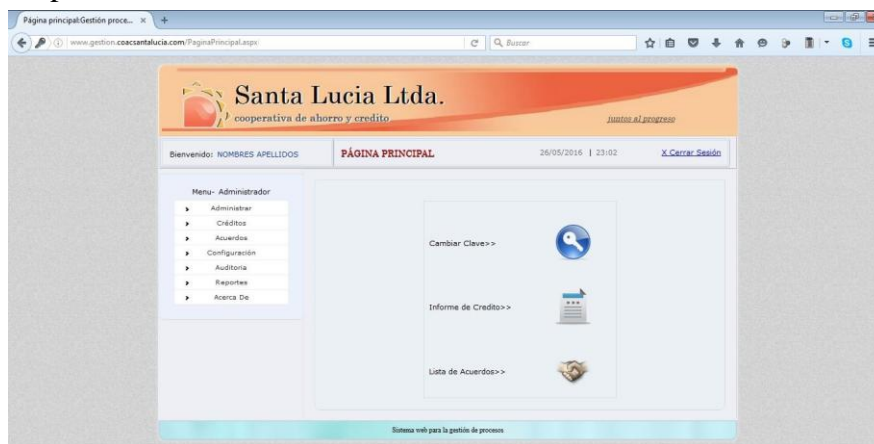 Página principal:Gestión proce...
www.gestion.coacsantalucia.com/PaginaPrincipal.aspx
Buscar
Santa Lucia Ltda.
cooperativa de ahorro y credito
juntos al progreso
Bienvenido: NOMBRES APELLIDOS
PÁGINA PRINCIPAL
26/05/2016 | 23:02
X Cerrar Sesión
Menu- Administrador
Administrar
Créditos
Acuerdos
Configuración
Auditoria
Reportes
Acerca De
Cambiar Clave>>
Informe de Credito>>
Lista de Acuerdos>>
Sistema web para la gestión de procesos